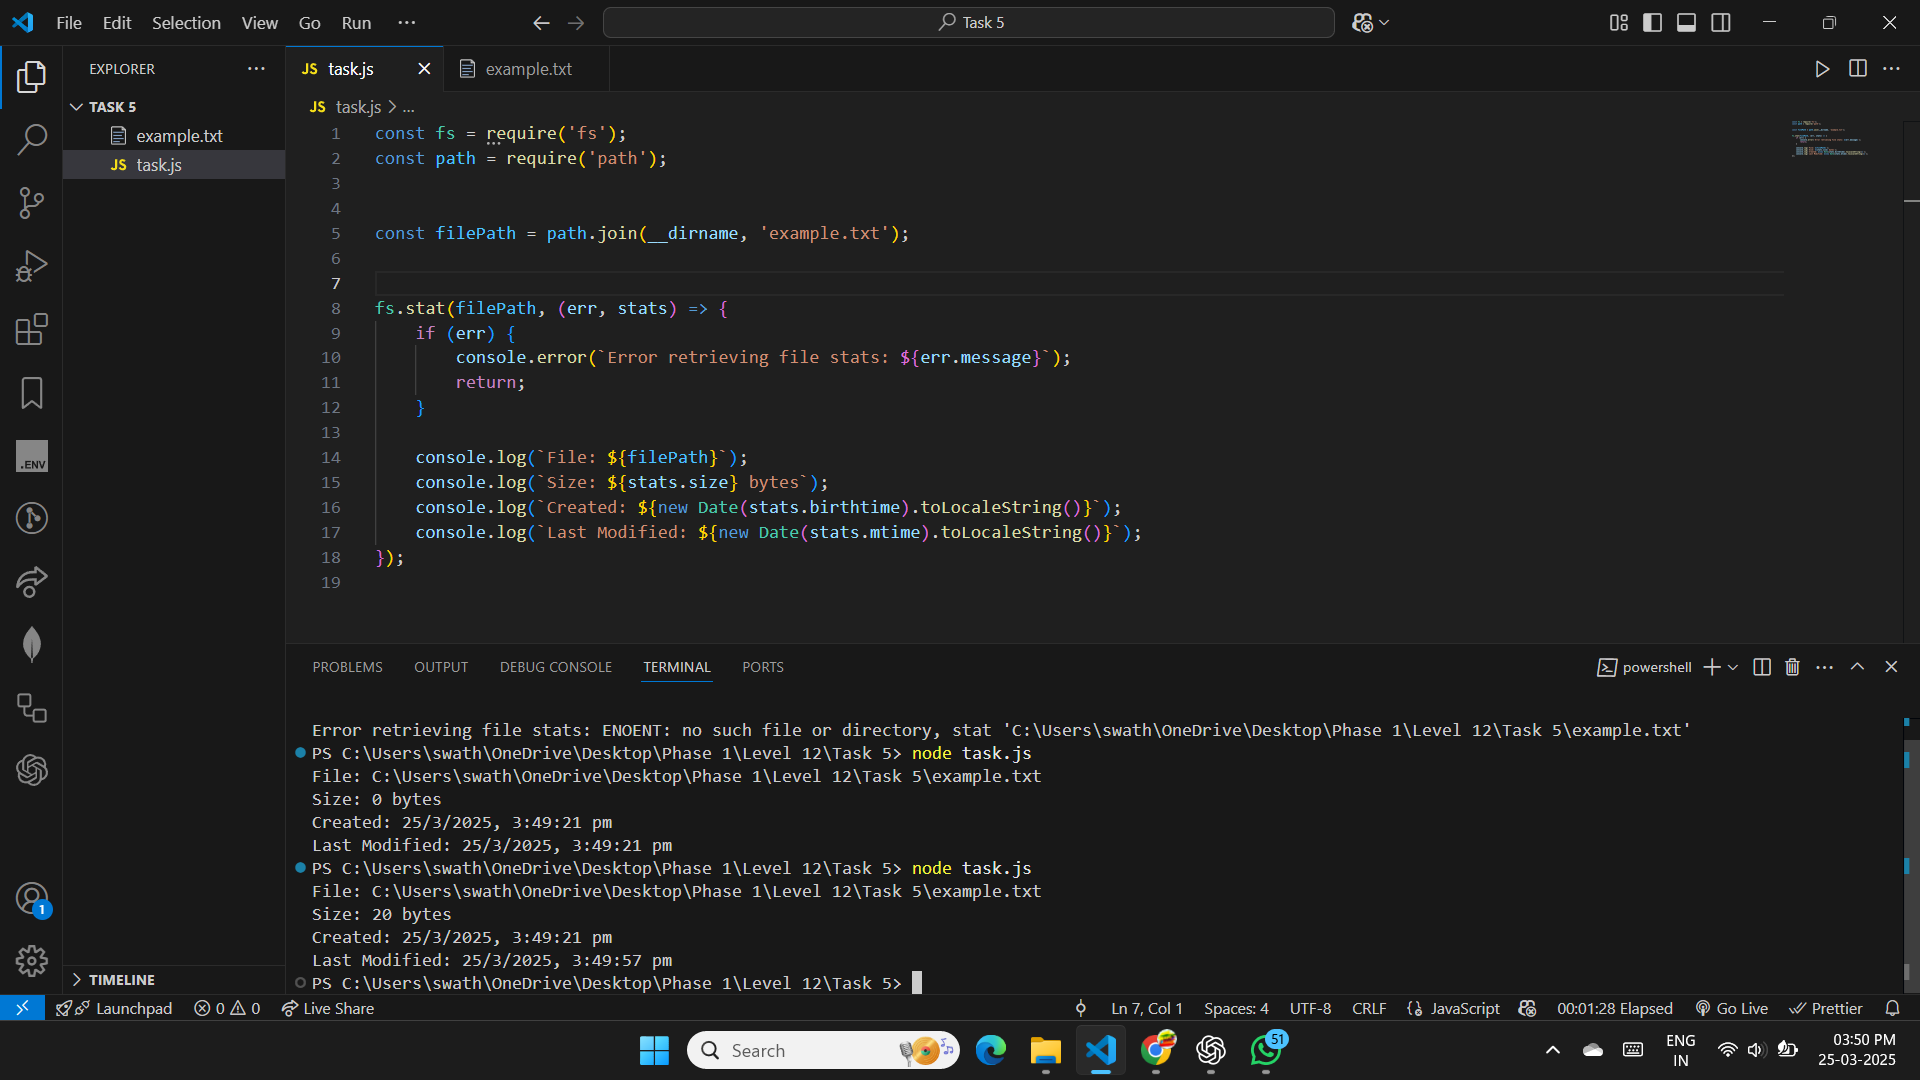 File Edit Selection View Go Run ···
Task 5
EXPLORER ···
TASK 5
example.txt
JS task.js
JS task.js
example.txt
JS task.js > ...
1 const fs = require('fs');
2 const path = require('path');
3
4
5 const filePath = path.join(__dirname, 'example.txt');
6
7
8 fs.stat(filePath, (err, stats) => {
9 if (err) {
10 console.error(`Error retrieving file stats: ${err.message}`);
11 return;
12 }
13
14 console.log(`File: ${filePath}`);
15 console.log(`Size: ${stats.size} bytes`);
16 console.log(`Created: ${new Date(stats.birthtime).toLocaleString()}`);
17 console.log(`Last Modified: ${new Date(stats.mtime).toLocaleString()}`);
18 });
19
.ENV
PROBLEMS OUTPUT DEBUG CONSOLE TERMINAL PORTS
powershell
Error retrieving file stats: ENOENT: no such file or directory, stat 'C:\Users\swath\OneDrive\Desktop\Phase 1\Level 12\Task 5\example.txt'
PS C:\Users\swath\OneDrive\Desktop\Phase 1\Level 12\Task 5> node task.js
File: C:\Users\swath\OneDrive\Desktop\Phase 1\Level 12\Task 5\example.txt
Size: 0 bytes
Created: 25/3/2025, 3:49:21 pm
Last Modified: 25/3/2025, 3:49:21 pm
PS C:\Users\swath\OneDrive\Desktop\Phase 1\Level 12\Task 5> node task.js
File: C:\Users\swath\OneDrive\Desktop\Phase 1\Level 12\Task 5\example.txt
Size: 20 bytes
Created: 25/3/2025, 3:49:21 pm
Last Modified: 25/3/2025, 3:49:57 pm
PS C:\Users\swath\OneDrive\Desktop\Phase 1\Level 12\Task 5>
1
TIMELINE
Launchpad 0 0 Live Share
Ln 7, Col 1 Spaces: 4 UTF-8 CRLF {} JavaScript 00:01:28 Elapsed Go Live Prettier
Search
51
ENG
IN
03:50 PM
25-03-2025